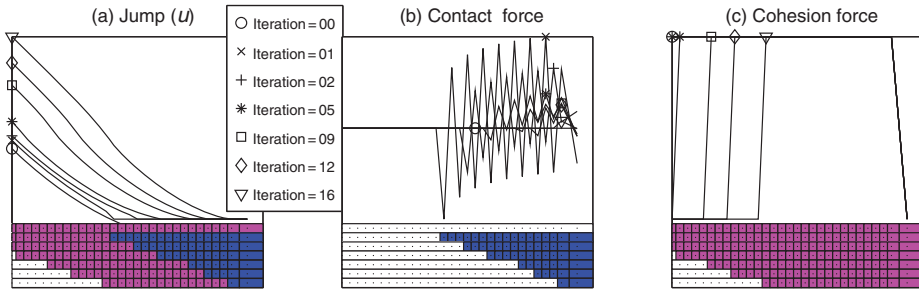 (a) Jump (u)
(b) Contact force
(c) Cohesion force
Iteration = 00
Iteration = 01
Iteration = 02
Iteration = 05
Iteration = 09
Iteration = 12
Iteration = 16